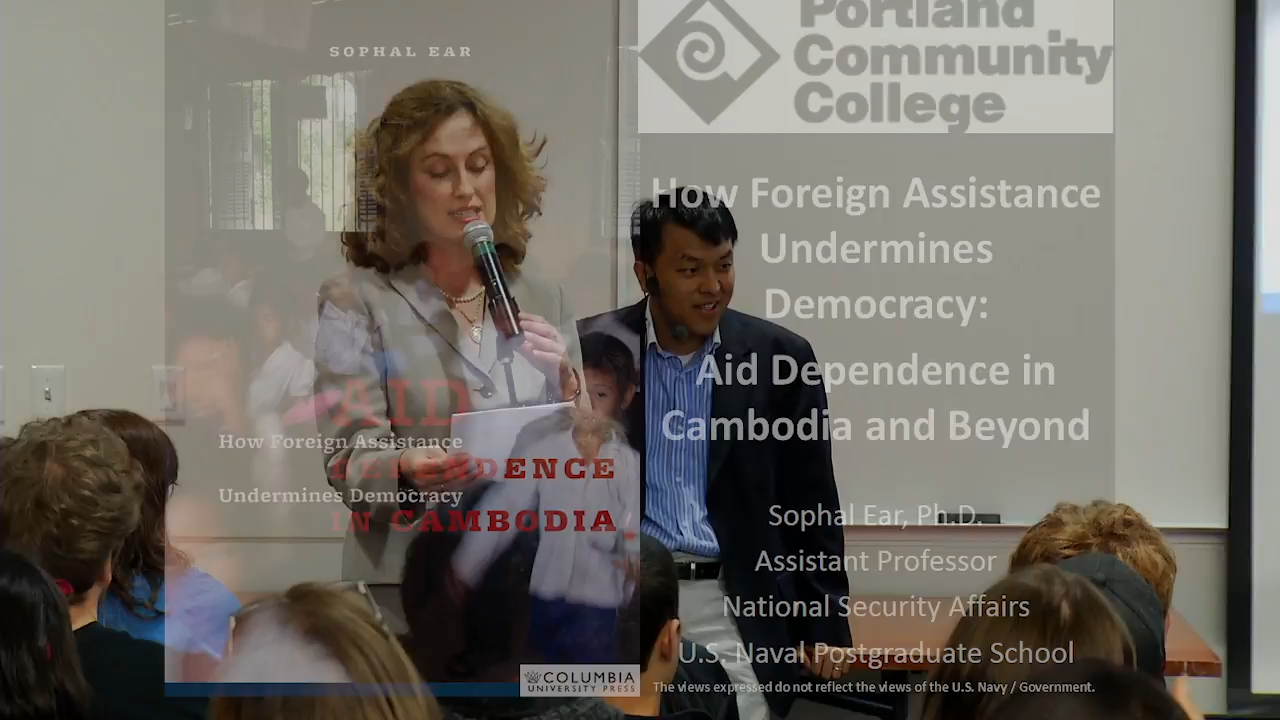 SOPHAL EAR
AID
How Foreign Assistance
DEPENDENCE
Undermines Democracy
IN CAMBODIA
COLUMBIA
UNIVERSITY PRESS
Portland
Community
College
How Foreign Assistance
Undermines
Democracy:
Aid Dependence in
Cambodia and Beyond
Sophal Ear, Ph.D.
Assistant Professor
National Security Affairs
U.S. Naval Postgraduate School
The views expressed do not reflect the views of the U.S. Navy / Government.